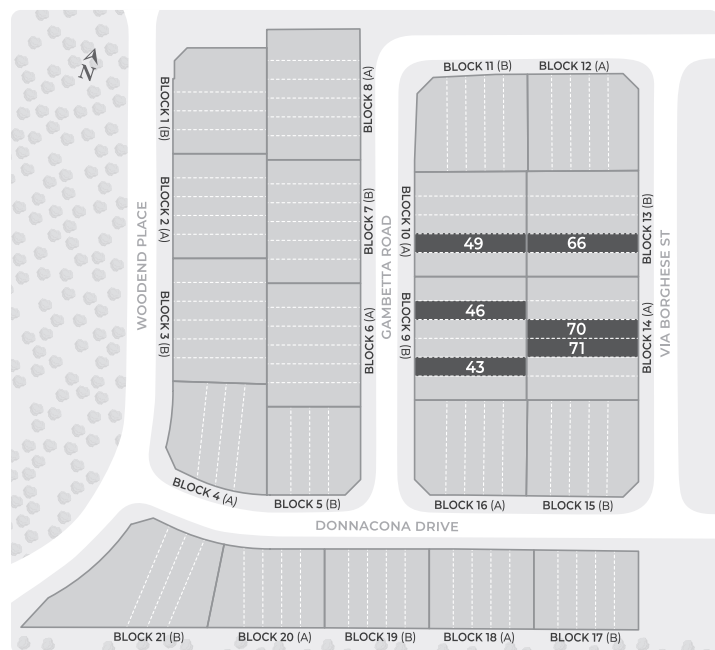 N
BLOCK 11 (B)
BLOCK 12 (A)
BLOCK 8 (A)
BLOCK 1 (B)
BLOCK 2 (A)
BLOCK 7 (B)
BLOCK 10 (A)
BLOCK 13 (B)
WOODEND PLACE
GAMBETTA ROAD
VIA BORGHESE ST
49
66
BLOCK 3 (B)
BLOCK 6 (A)
BLOCK 9 (B)
BLOCK 14 (A)
46
70
71
43
BLOCK 4 (A)
BLOCK 5 (B)
BLOCK 16 (A)
BLOCK 15 (B)
DONNACONA DRIVE
BLOCK 21 (B)
BLOCK 20 (A)
BLOCK 19 (B)
BLOCK 18 (A)
BLOCK 17 (B)